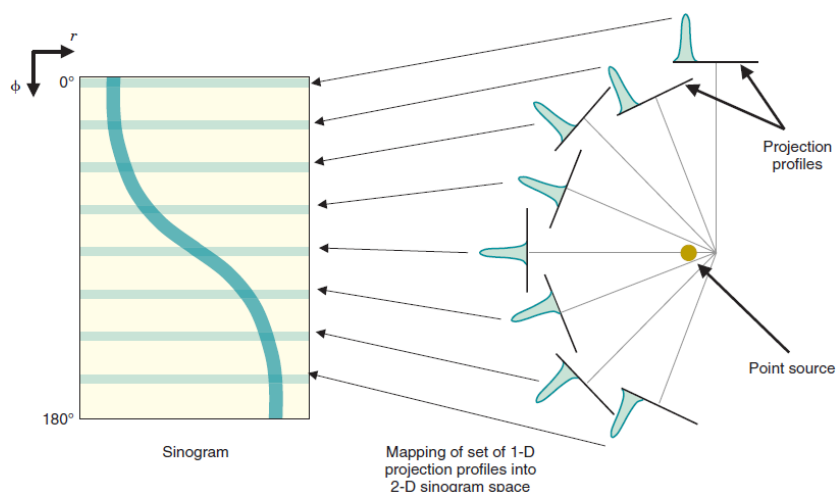 r
ϕ
0°
180°
Sinogram
Mapping of set of 1-D
projection profiles into
2-D sinogram space
Projection
profiles
Point source